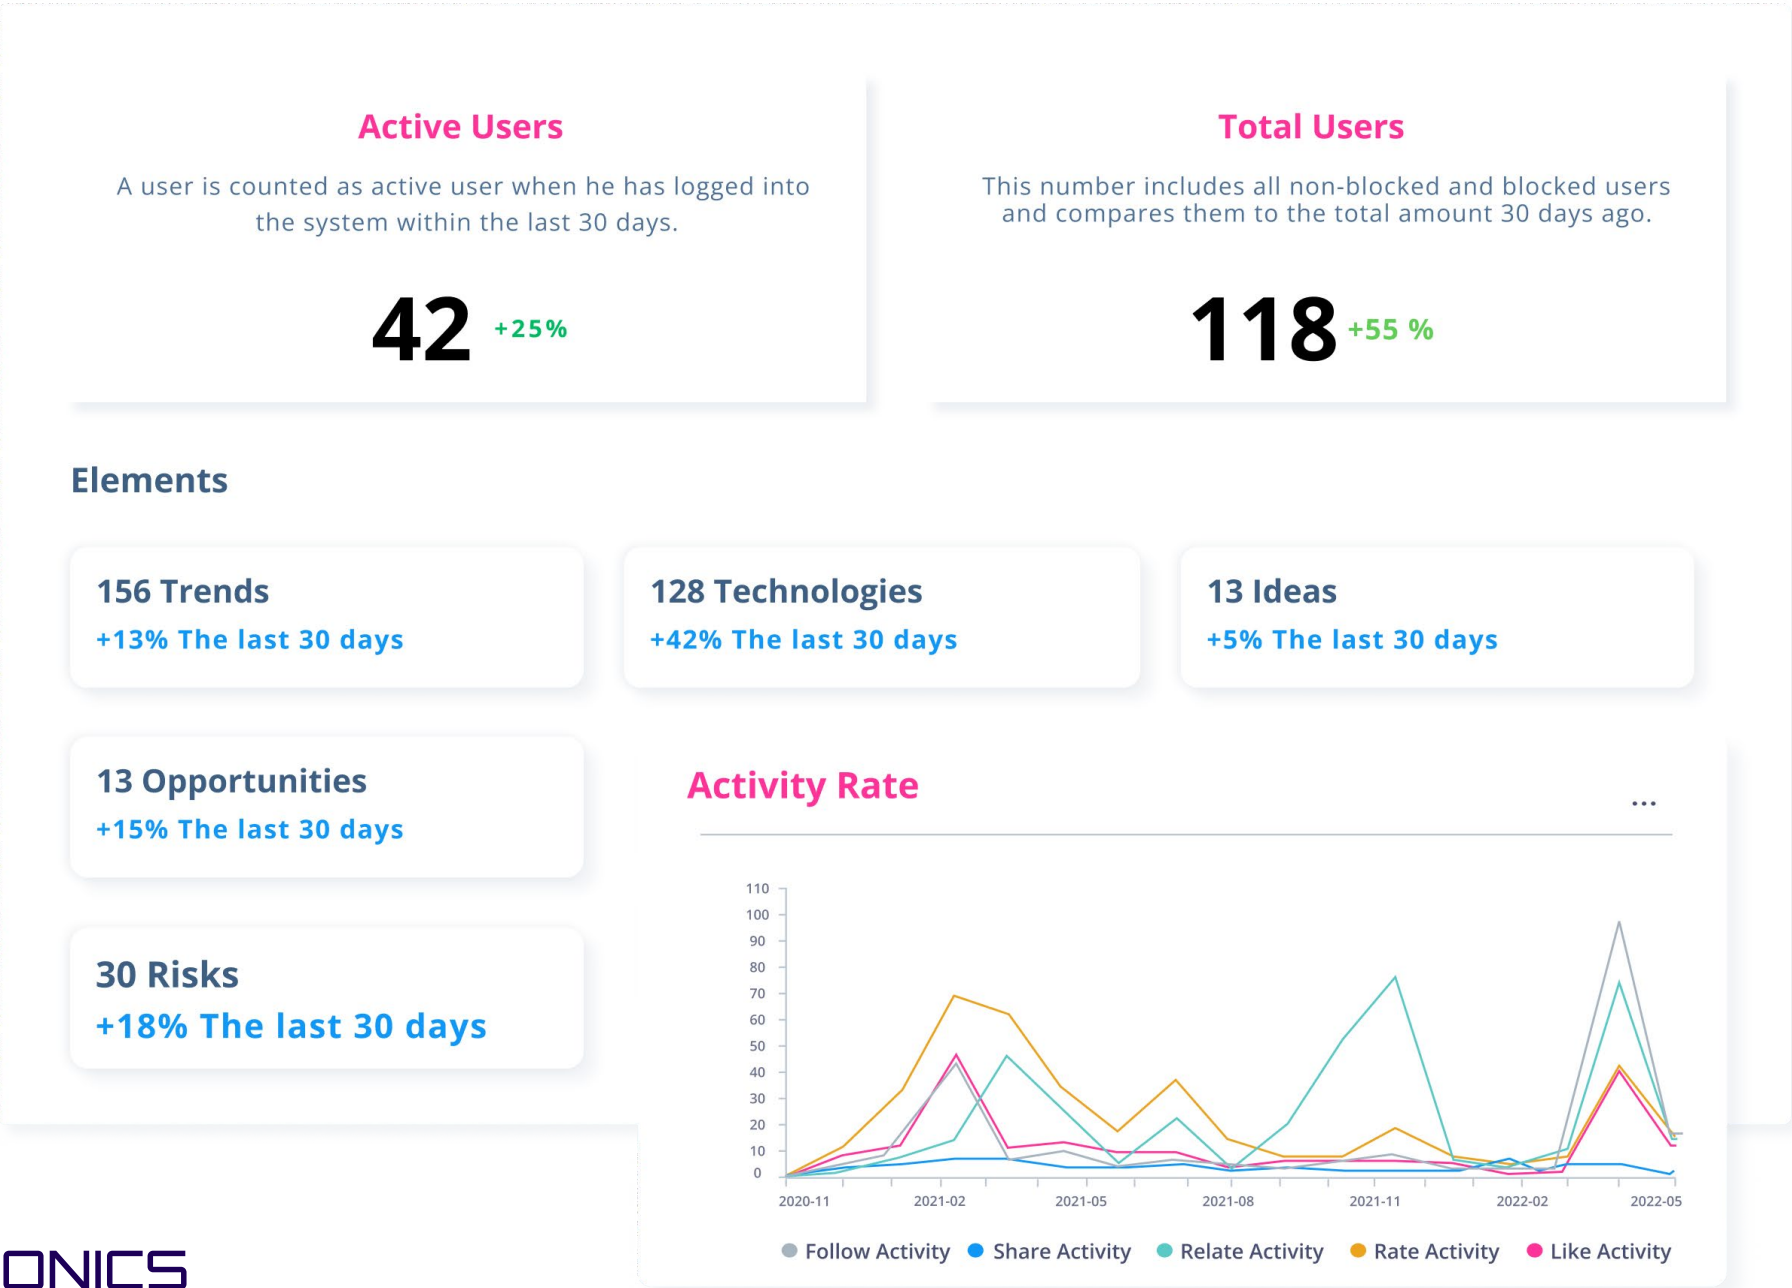 Active Users
A user is counted as active user when he has logged into
the system within the last 30 days.
42 +25%
Total Users
This number includes all non-blocked and blocked users
and compares them to the total amount 30 days ago.
118 +55 %
Elements
156 Trends
+13% The last 30 days
128 Technologies
+42% The last 30 days
13 Ideas
+5% The last 30 days
13 Opportunities
+15% The last 30 days
30 Risks
+18% The last 30 days
Activity Rate
...
110
100
90
80
70
60
50
40
30
20
10
0
2020-11 2021-02 2021-05 2021-08 2021-11 2022-02 2022-05
Follow Activity Share Activity Relate Activity Rate Activity Like Activity
ONICS